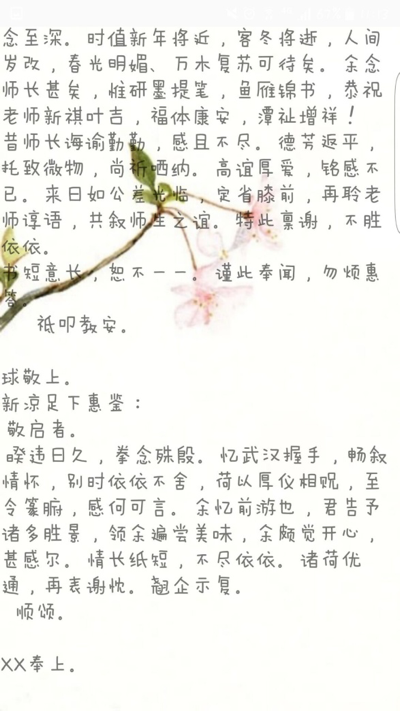 念至深。时值新年将近，客冬将逝，人间
岁改，春光明媚、万木复苏可待矣。余念
师长甚矣，惟研墨提笔，鱼雁锦书，恭祝
老师新祺叶吉，福体康安，潭祉增祥！
昔师长诲谕勤勤，感且不尽。德芳返平，
托致微物，尚祈哂纳。高谊厚爱，铭感不
已。来日如公差光临，定省膝前，再聆老
师谆语，共叙师生之谊。特此禀谢，不胜
依依。
书短意长，恕不一一。谨此奉闻，勿烦惠
答。
祗叩教安。
球敬上。
新凉足下惠鉴：
敬启者。
暌违日久，拳念殊殷。忆武汉握手，畅叙
情怀，别时依依不舍，荷以厚仪相贶，至
令箧腑，感何可言。余忆前游也，君告予
诸多胜景，领余遍尝美味，余颇觉开心，
甚感尔。情长纸短，不尽依依。诸荷优
通，再表谢忱。翘企示复。
顺颂。
XX奉上。